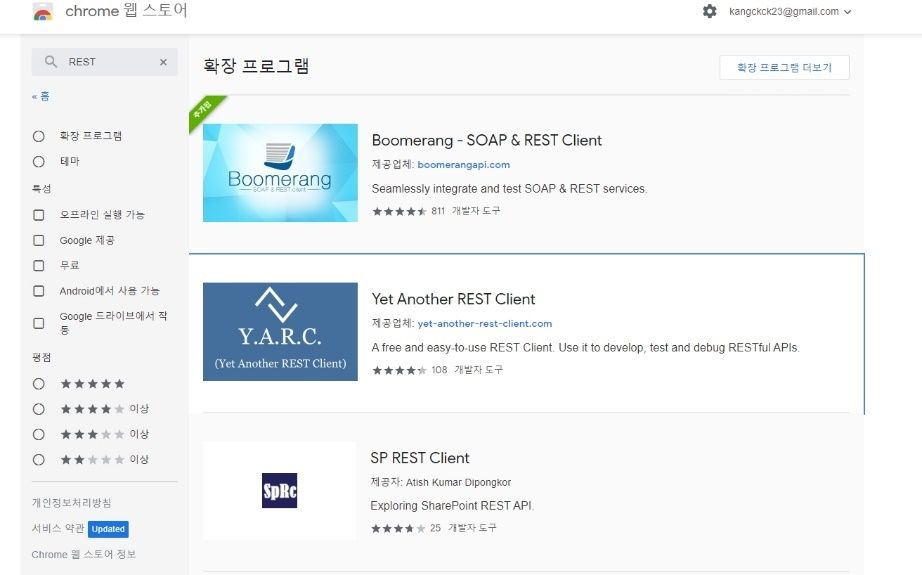 chrome 웹 스토어
kangckck23@gmail.com
REST
« 홈
확장 프로그램
테마
특성
오프라인 실행 가능
Google 제공
무료
Android에서 사용 가능
Google 드라이브에서 작
동
평점
이상
이상
이상
개인정보처리방침
서비스 약관 Updated
Chrome 웹 스토어 정보
확장 프로그램
확장 프로그램 더보기
추가됨
Boomerang
SOAP & REST client
Boomerang - SOAP & REST Client
제공업체: boomerangapi.com
Seamlessly integrate and test SOAP & REST services.
811 개발자 도구
Y.A.R.C.
(Yet Another REST Client)
Yet Another REST Client
제공업체: yet-another-rest-client.com
A free and easy-to-use REST Client. Use it to develop, test and debug RESTful APIs.
108 개발자 도구
SpRc
SP REST Client
제공자: Atish Kumar Dipongkor
Exploring SharePoint REST API.
25 개발자 도구